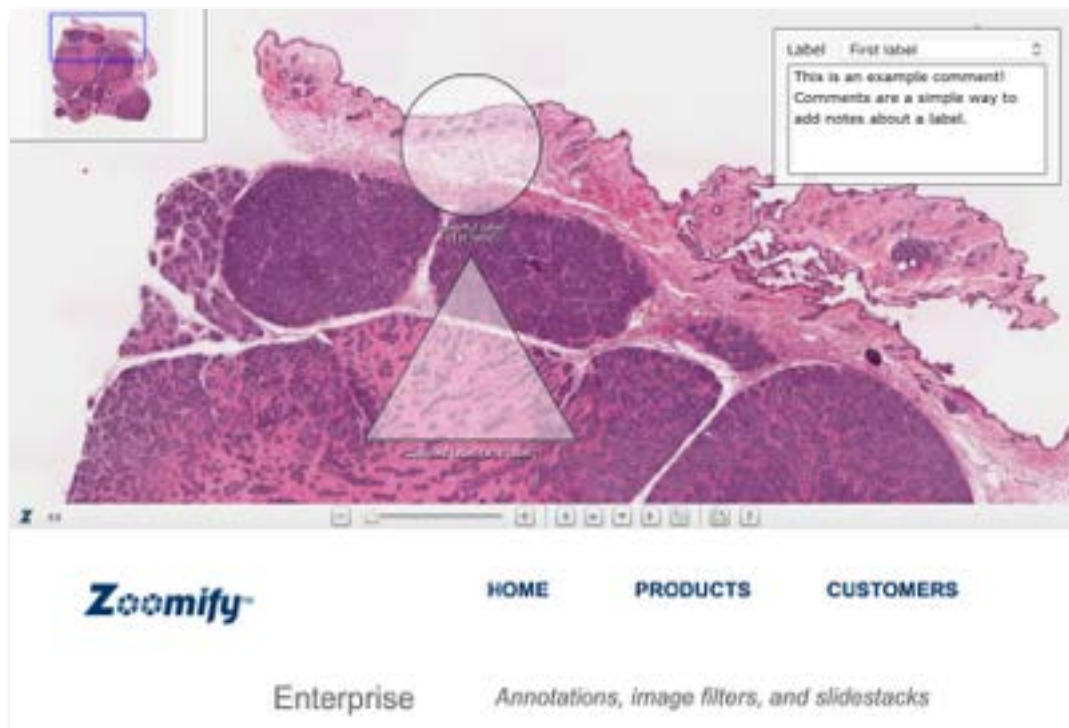 Label First label
This is an example comment!
Comments are a simple way to
add notes about a label.
Z
Zoomify™
HOME PRODUCTS CUSTOMERS
Enterprise Annotations, image filters, and slidestacks